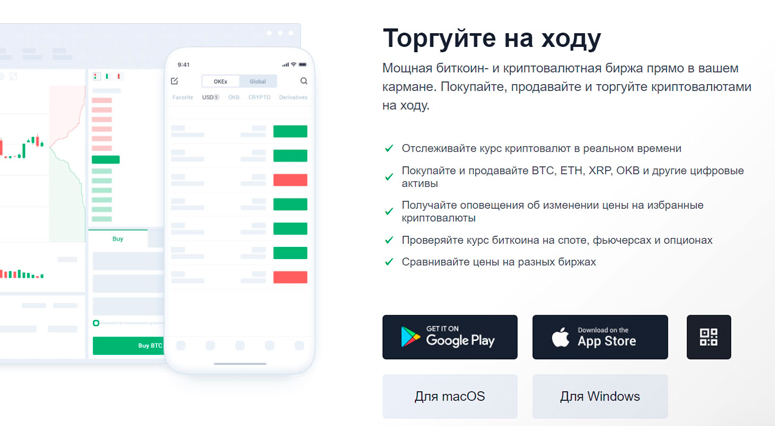 Торгуйте на ходу
Мощная биткоин- и криптовалютная биржа прямо в вашем
кармане. Покупайте, продавайте и торгуйте криптовалютами
на ходу.
Отслеживайте курс криптовалют в реальном времени
Покупайте и продавайте BTC, ETH, XRP, OKB и другие цифровые
активы
Получайте оповещения об изменении цены на избранные
криптовалюты
Проверяйте курс биткоина на споте, фьючерсах и опционах
Сравнивайте цены на разных биржах
GET IT ON
Google Play
Download on the
App Store
Для macOS
Для Windows
9:41
OKEx Global
Favorite USDⓈ OKB CRYPTO Derivatives
Buy
Buy BTC